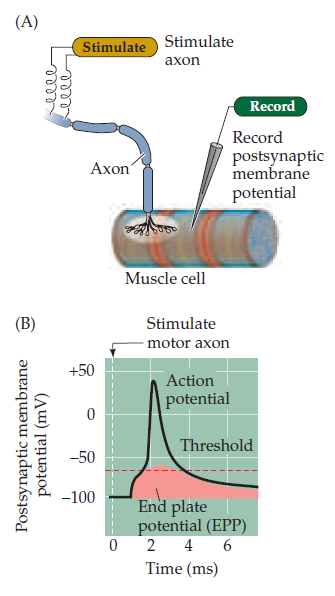 (A)
Stimulate
Stimulate
axon
Record
Record
postsynaptic
membrane
potential
Axon
Muscle cell
(B)
Stimulate
motor axon
Postsynaptic membrane
potential (mV)
+50
0
–50
–100
Action
potential
Threshold
End plate
potential (EPP)
0 2 4 6
Time (ms)